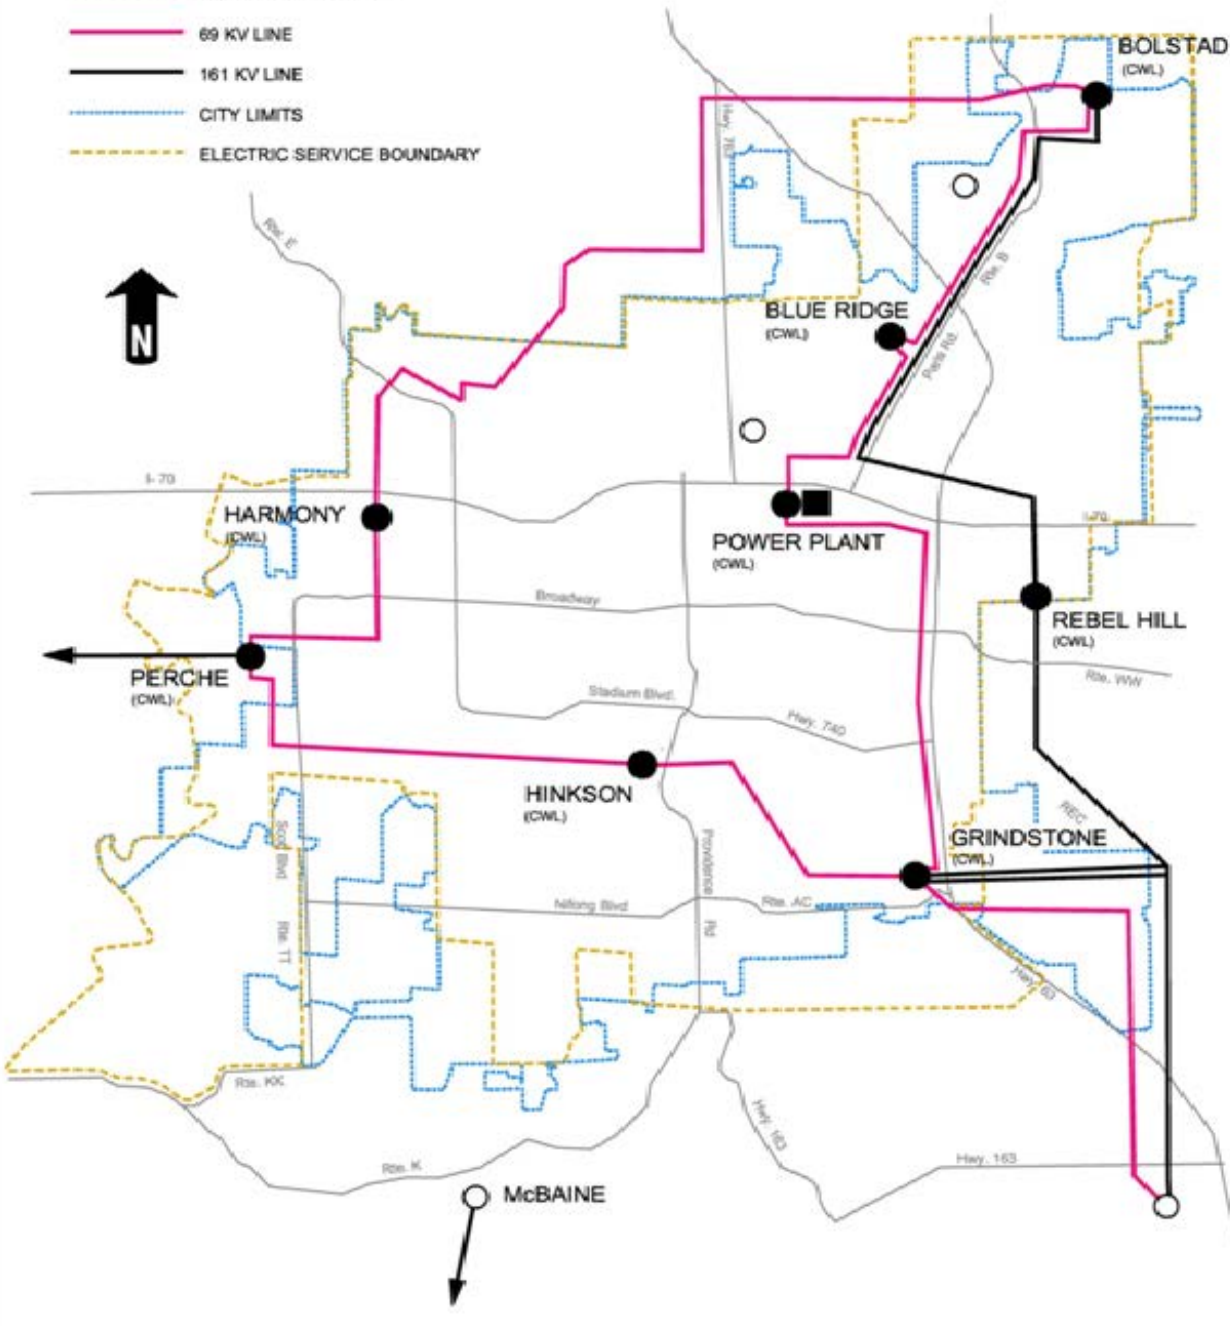 69 KV LINE
161 KV LINE
CITY LIMITS
ELECTRIC SERVICE BOUNDARY
BOLSTAD
(CWL)
Hwy. 763
Rte. E
N
Rte. B
BLUE RIDGE
(CWL)
Paris Rd.
I-70
HARMONY
(CWL)
I-70
POWER PLANT
(CWL)
Broadway
REBEL HILL
(CWL)
PERCHE
(CWL)
Rte. WW
Stadium Blvd.
Hwy. 740
HINKSON
(CWL)
REC
GRINDSTONE
(CWL)
Scott Blvd
Providence
Rd
Nifong Blvd
Rte. AC
Rte. TT
Hwy. 63
Rte. KK
Hwy. 163
Rte. K
Hwy. 163
McBAINE